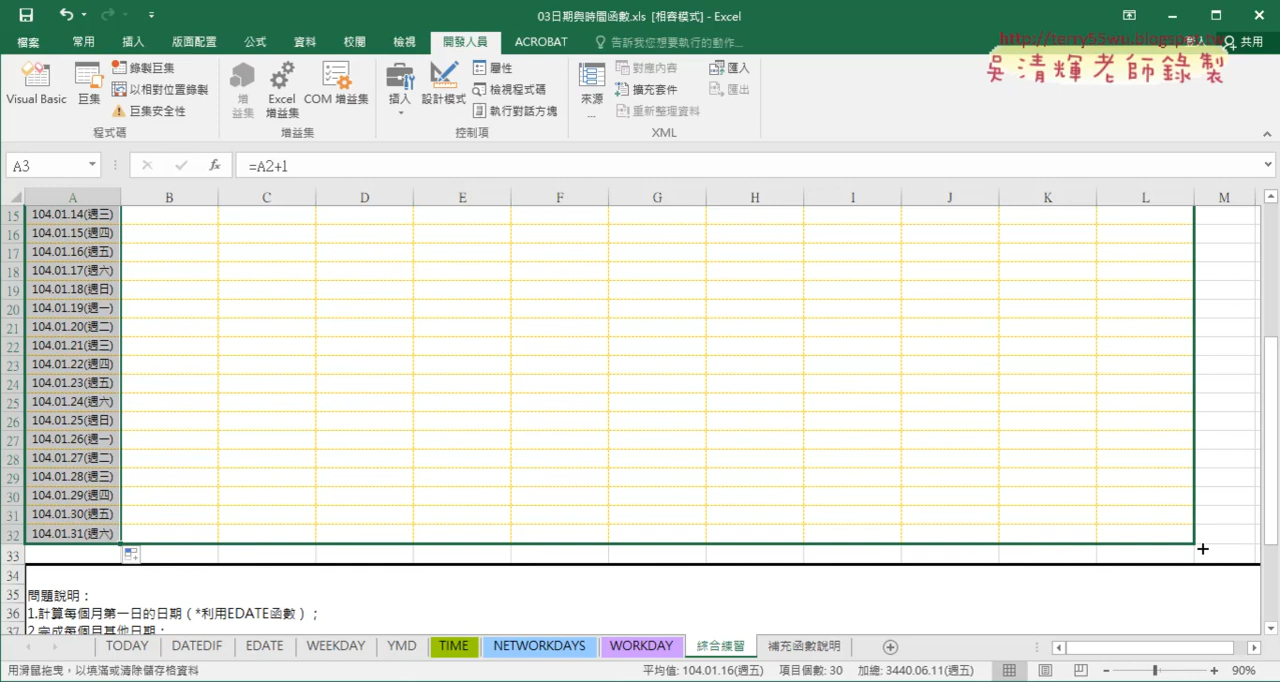 03日期與時間函數.xls [相容模式] - Excel
檔案 常用 插入 版面配置 公式 資料 校閱 檢視 開發人員 ACROBAT 告訴我您想要執行的動作... 共用
http://terry55wu.blogspot.tw
吳清輝老師錄製
Visual Basic 巨集 錄製巨集 以相對位置錄製 巨集安全性 程式碼
增益集 Excel 增益集 COM 增益集 增益集
插入 設計模式 屬性 檢視程式碼 執行對話方塊 控制項
來源 ... 對應內容 擴充套件 重新整理資料 匯入 匯出 XML
A3 fx =A2+1
A B C D E F G H I J K L M
15 104.01.14(週三)
16 104.01.15(週四)
17 104.01.16(週五)
18 104.01.17(週六)
19 104.01.18(週日)
20 104.01.19(週一)
21 104.01.20(週二)
22 104.01.21(週三)
23 104.01.22(週四)
24 104.01.23(週五)
25 104.01.24(週六)
26 104.01.25(週日)
27 104.01.26(週一)
28 104.01.27(週二)
29 104.01.28(週三)
30 104.01.29(週四)
31 104.01.30(週五)
32 104.01.31(週六)
33
34
35 問題說明：
36 1.計算每個月第一日的日期（*利用EDATE函數）；
37 2.完成每個月其他日期；
TODAY DATEDIF EDATE WEEKDAY YMD TIME NETWORKDAYS WORKDAY 綜合練習 補充函數說明
用滑鼠拖曳，以填滿或清除儲存格資料 平均值: 104.01.16(週五) 項目個數: 30 加總: 3440.06.11(週五) 90%